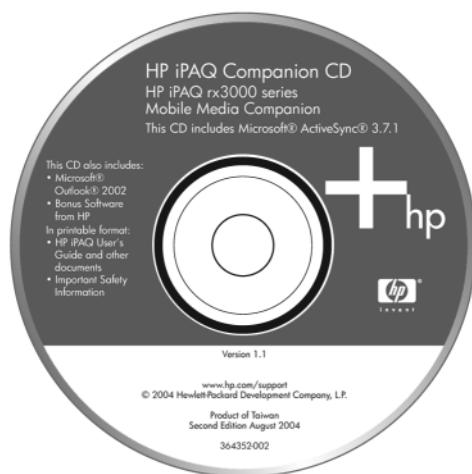 HP iPAQ Companion CD
HP iPAQ rx3000 series
Mobile Media Companion
This CD includes Microsoft® ActiveSync® 3.7.1
This CD also includes:
• Microsoft®
Outlook® 2002
• Bonus Software
from HP
In printable format:
• HP iPAQ User's
Guide and other
documents
• Important Safety
Information
+hp
hp®
invent
Version 1.1
www.hp.com/support
© 2004 Hewlett-Packard Development Company, L.P.
Product of Taiwan
Second Edition August 2004
364352-002